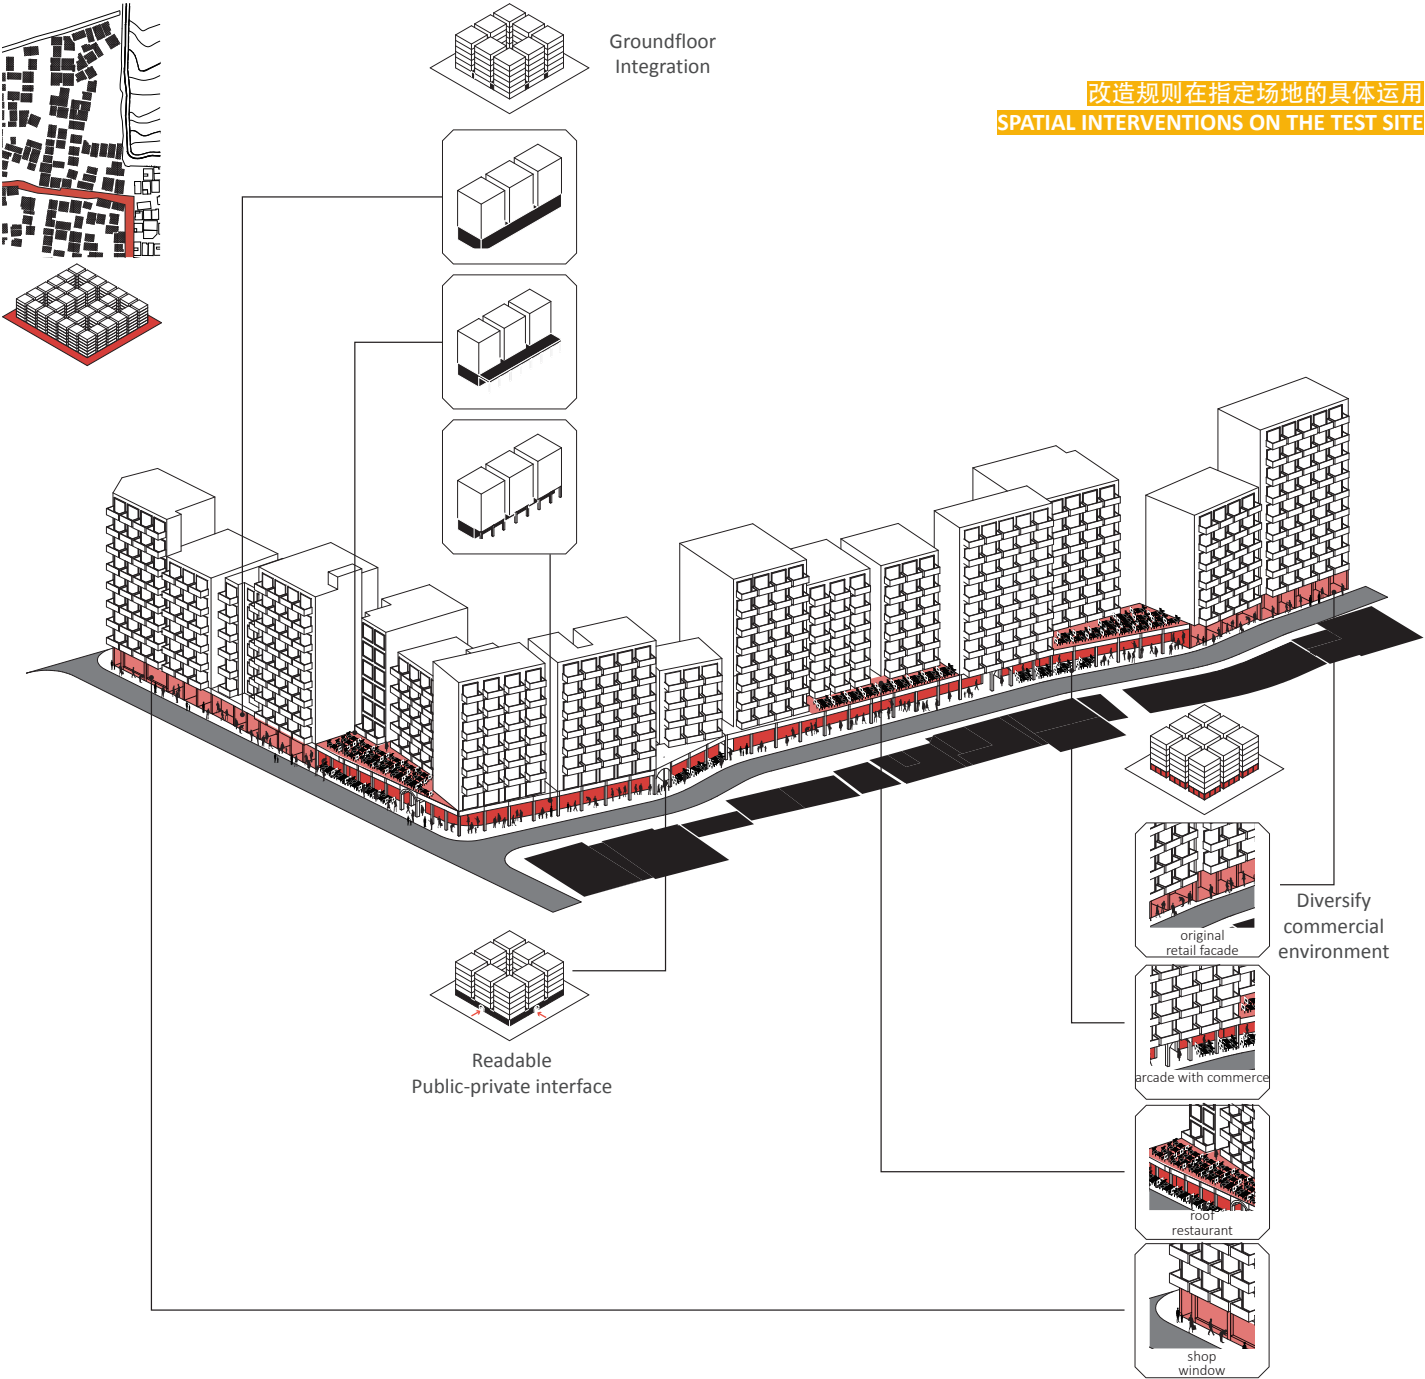 Groundfloor
Integration
改造规则在指定场地的具体运用
SPATIAL INTERVENTIONS ON THE TEST SITE
original
retail facade
Diversify
commercial
environment
arcade with commerce
roof
restaurant
shop
window
Readable
Public-private interface